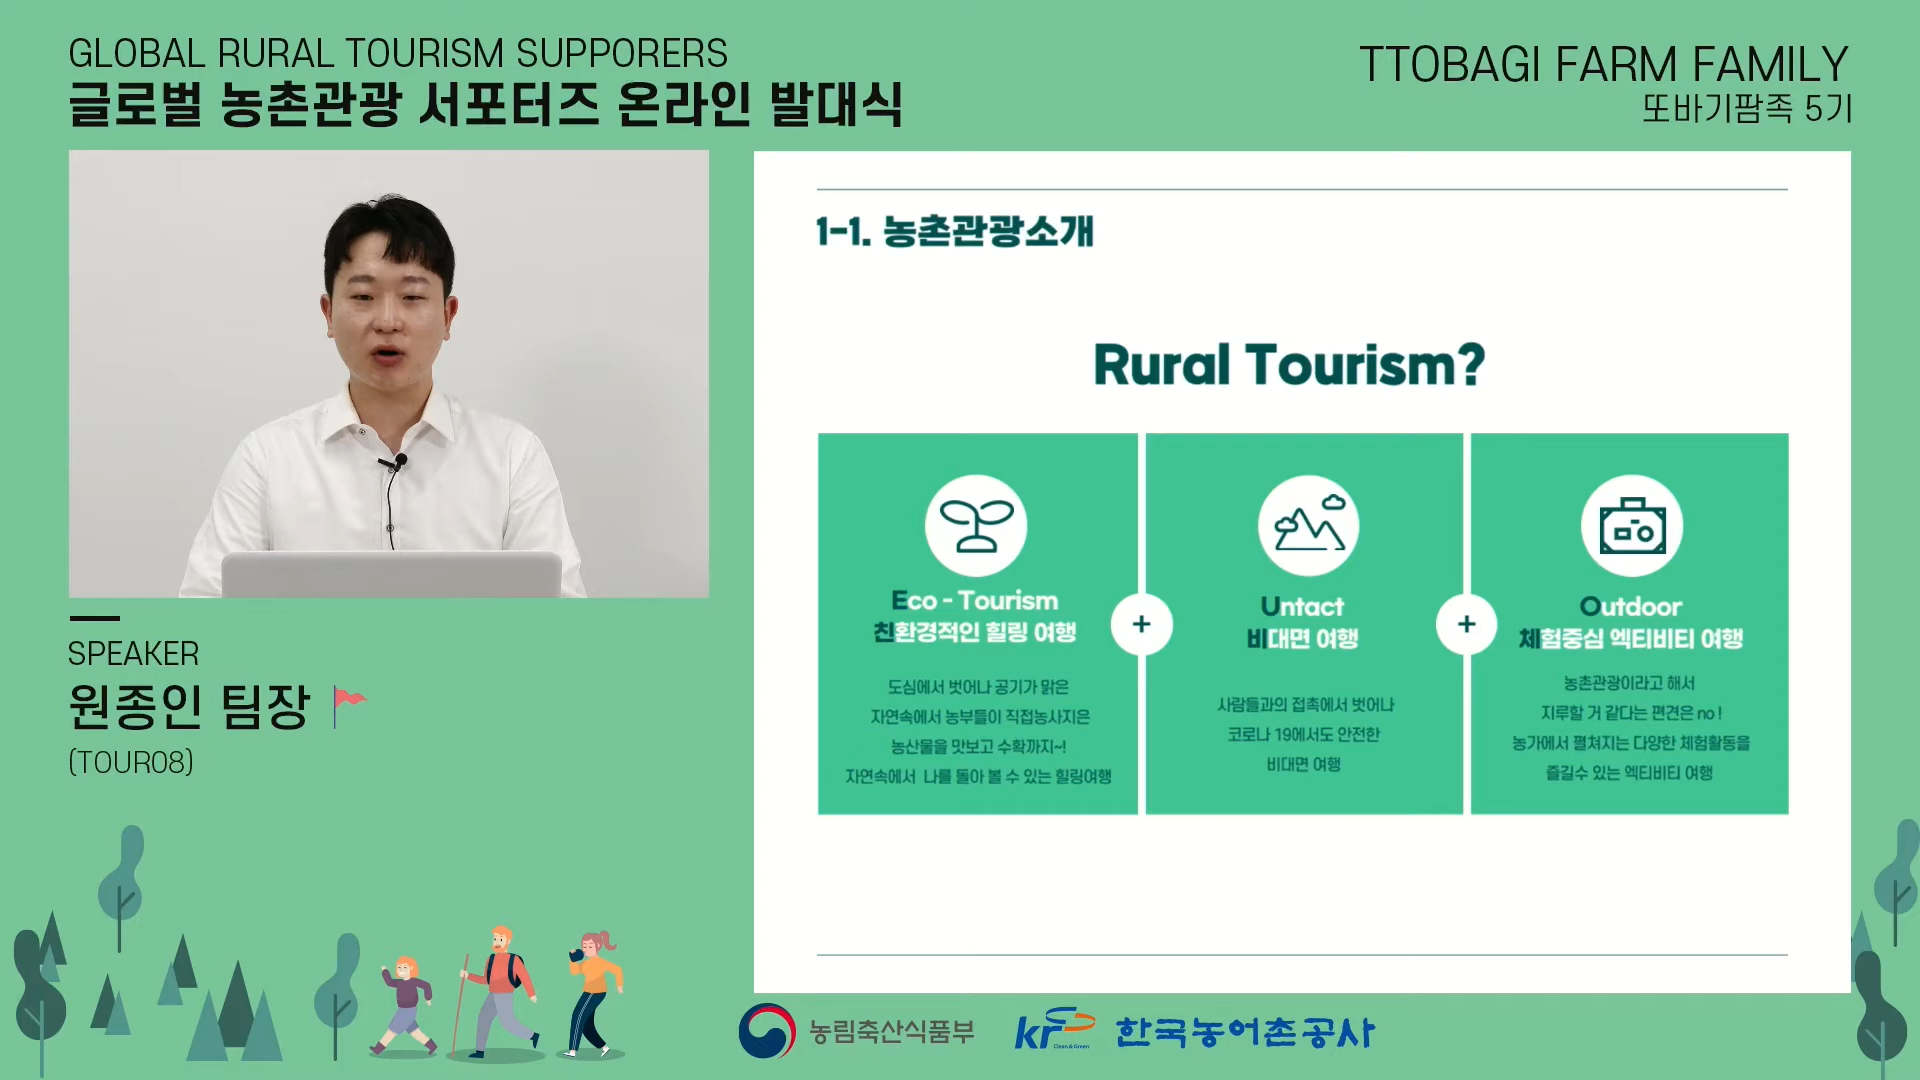 GLOBAL RURAL TOURISM SUPPORERS
글로벌 농촌관광 서포터즈 온라인 발대식
TTOBAGI FARM FAMILY
또바기팜족 5기
SPEAKER
원종인 팀장
(TOUR08)
1-1. 농촌관광소개
Rural Tourism?
Eco - Tourism
친환경적인 힐링 여행
도심에서 벗어나 공기가 맑은
자연속에서 농부들이 직접농사지은
농산물을 맛보고 수확까지~!
자연속에서 나를 돌아 볼 수 있는 힐링여행
+
Untact
비대면 여행
사람들과의 접촉에서 벗어나
코로나 19에서도 안전한
비대면 여행
+
Outdoor
체험중심 엑티비티 여행
농촌관광이라고 해서
지루할 거 같다는 편견은 no !
농가에서 펼쳐지는 다양한 체험활동을
즐길수 있는 엑티비티 여행
농림축산식품부
kr
Clean & Green
한국농어촌공사